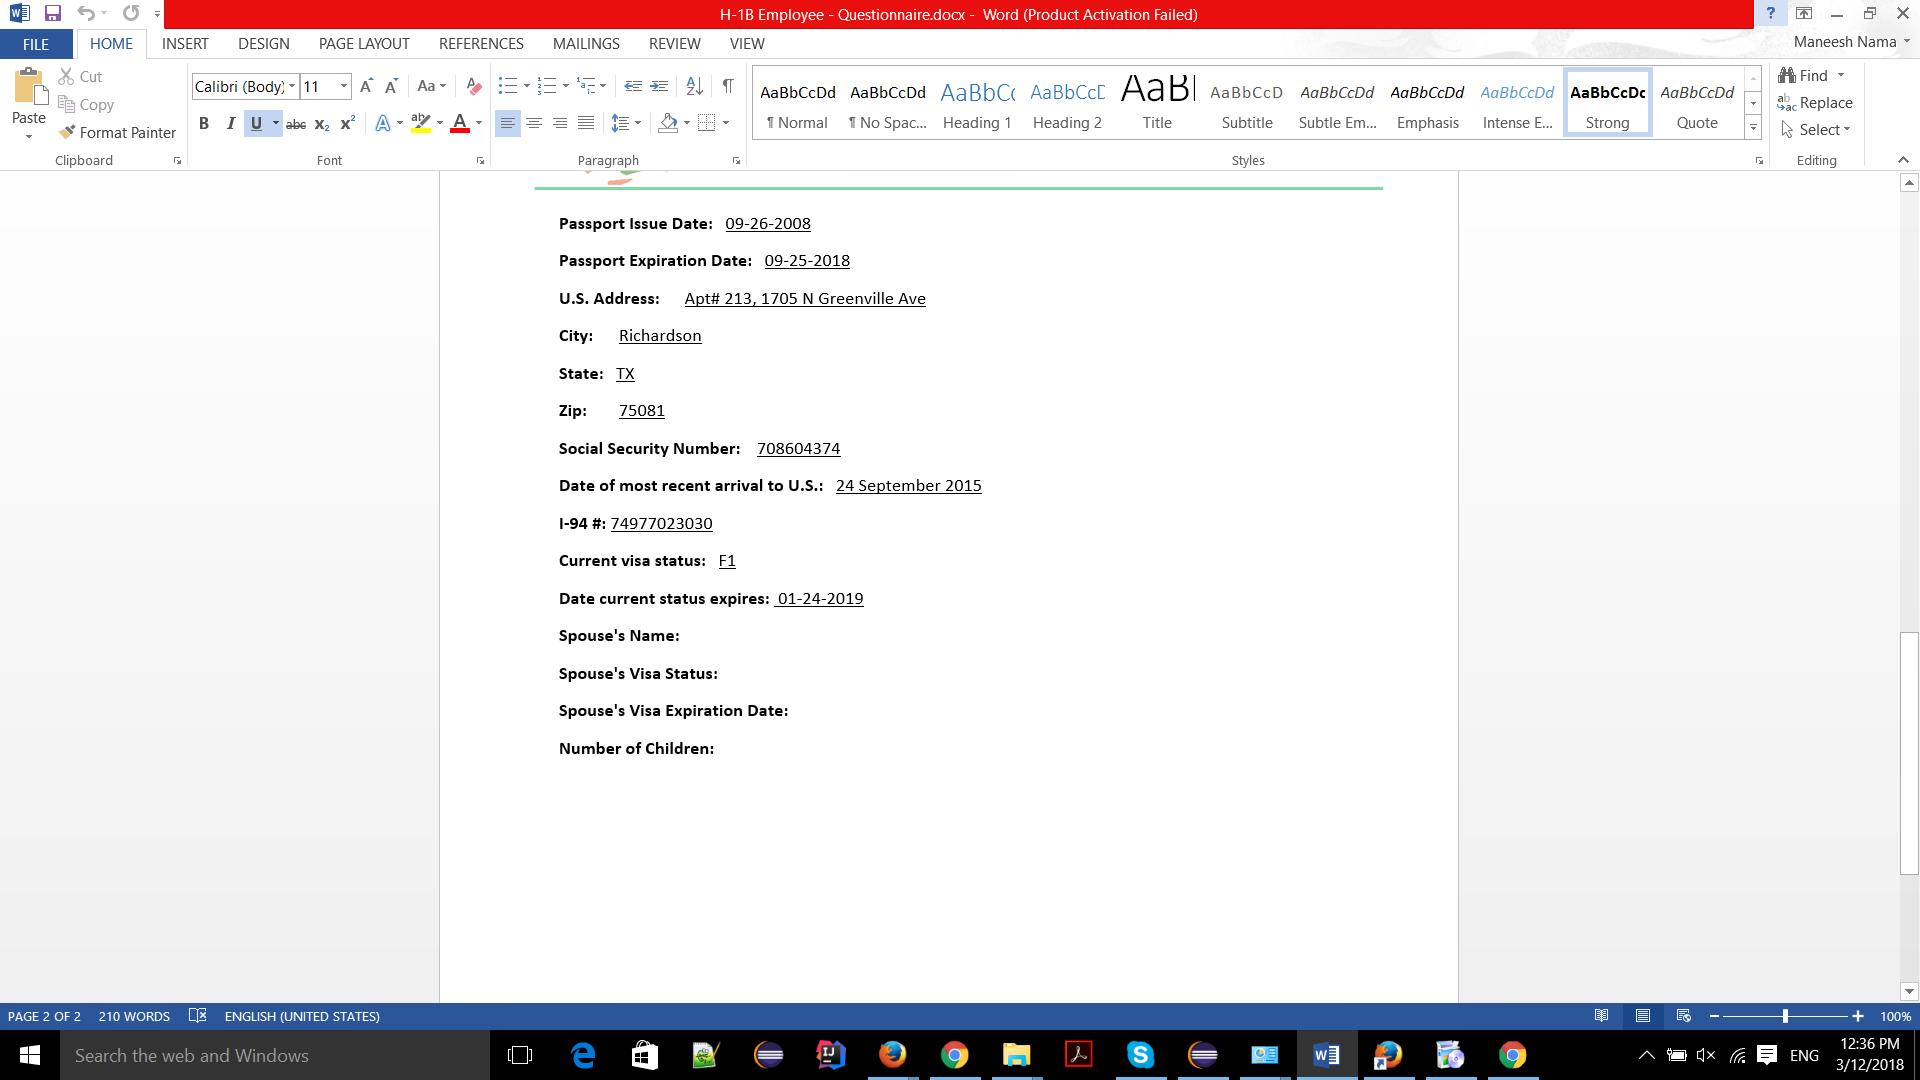 H-1B Employee - Questionnaire.docx - Word (Product Activation Failed)
FILE HOME INSERT DESIGN PAGE LAYOUT REFERENCES MAILINGS REVIEW VIEW Maneesh Nama
Paste
Cut
Copy
Format Painter
Clipboard
Calibri (Body) 11
Font
Paragraph
AaBbCcDd AaBbCcDd AaBbCc AaBbCcD AaBl AaBbCcD AaBbCcDd AaBbCcDd AaBbCcDd AaBbCcDc AaBbCcDd
¶ Normal ¶ No Spac... Heading 1 Heading 2 Title Subtitle Subtle Em... Emphasis Intense E... Strong Quote
Styles
Find
Replace
Select
Editing
Passport Issue Date: 09-26-2008
Passport Expiration Date: 09-25-2018
U.S. Address: Apt# 213, 1705 N Greenville Ave
City: Richardson
State: TX
Zip: 75081
Social Security Number: 708604374
Date of most recent arrival to U.S.: 24 September 2015
I-94 #: 74977023030
Current visa status: F1
Date current status expires: 01-24-2019
Spouse's Name:
Spouse's Visa Status:
Spouse's Visa Expiration Date:
Number of Children:
PAGE 2 OF 2 210 WORDS ENGLISH (UNITED STATES) 100%
Search the web and Windows
ENG
12:36 PM
3/12/2018